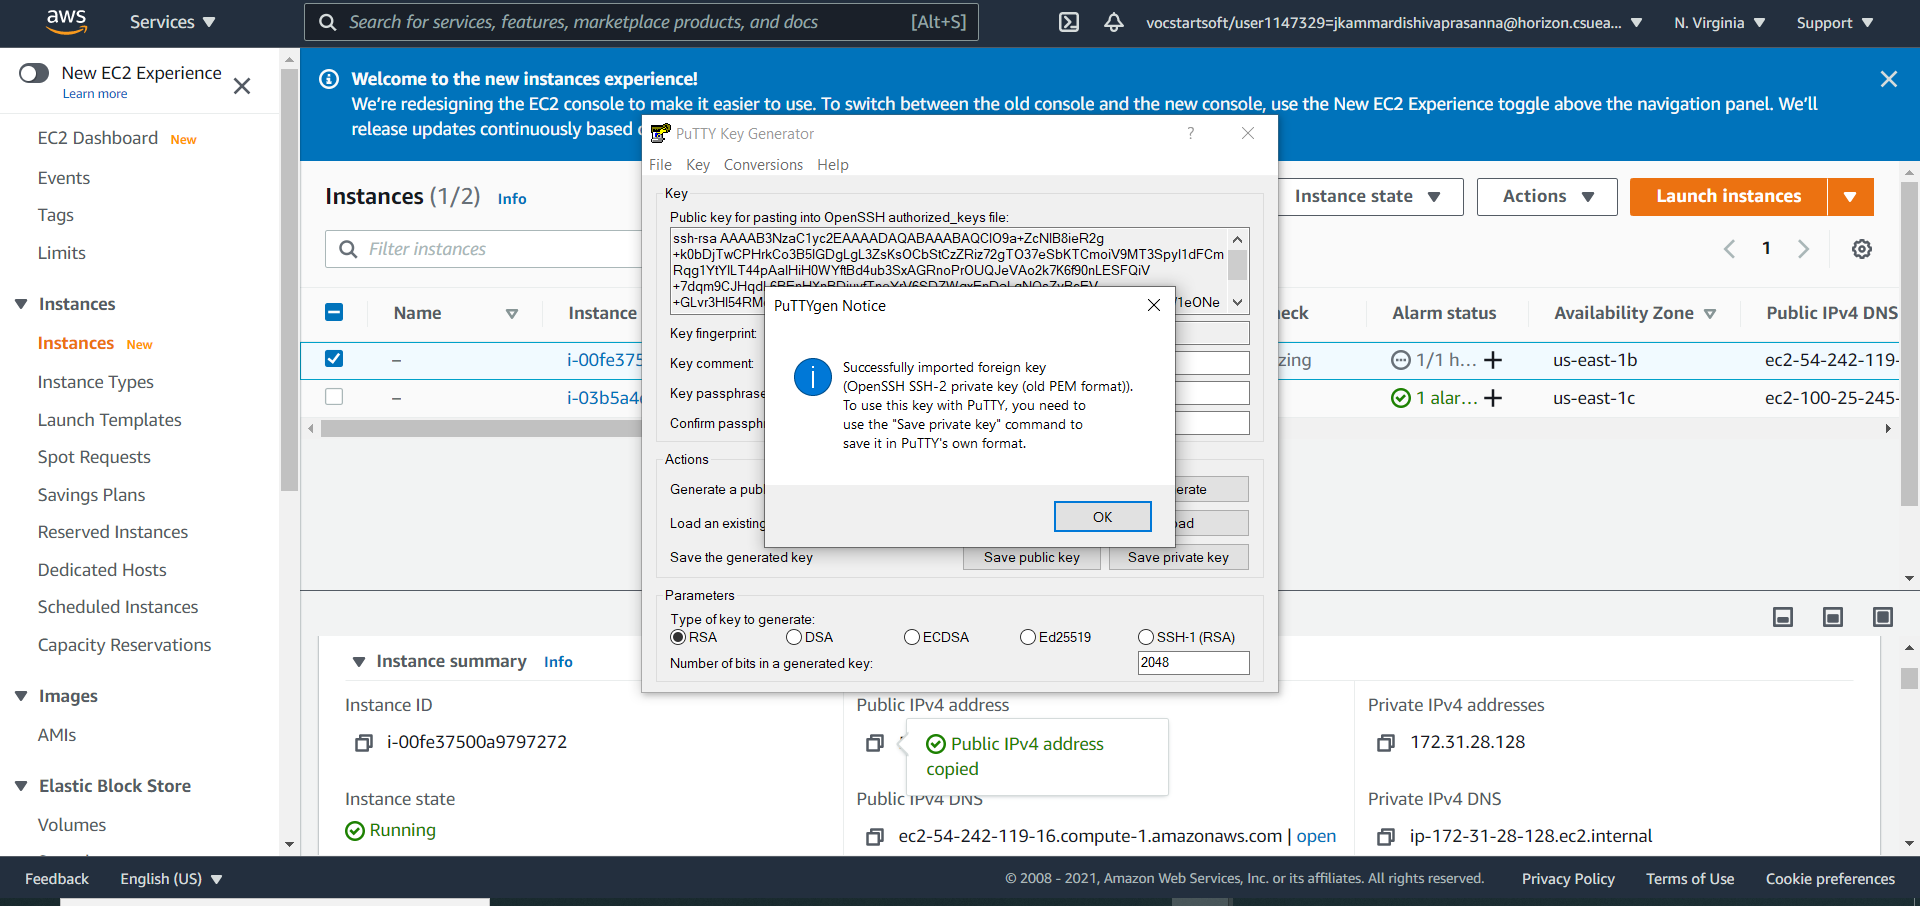 aws
Services
Search for services, features, marketplace products, and docs
[Alt+S]
vocstartsoft/user1147329=jkammardishivaprasanna@horizon.csuea...
N. Virginia
Support
New EC2 Experience
Learn more
EC2 Dashboard New
Events
Tags
Limits
Instances
Instances New
Instance Types
Launch Templates
Spot Requests
Savings Plans
Reserved Instances
Dedicated Hosts
Scheduled Instances
Capacity Reservations
Images
AMIs
Elastic Block Store
Volumes
Welcome to the new instances experience!
We're redesigning the EC2 console to make it easier to use. To switch between the old console and the new console, use the New EC2 Experience toggle above the navigation panel. We'll
release updates continuously based
Instances (1/2) Info
Instance state
Actions
Launch instances
Filter instances
1
Name
Instance
eck
Alarm status
Availability Zone
Public IPv4 DNS
–
i-00fe375
zing
1/1 h...
us-east-1b
ec2-54-242-119-
–
i-03b5a4
1 alar...
us-east-1c
ec2-100-25-245-
PuTTY Key Generator
?
File Key Conversions Help
Key
Public key for pasting into OpenSSH authorized_keys file:
Key fingerprint:
Key comment:
Key passphrase
Confirm passph
Actions
Generate a publ
erate
Load an existing
oad
Save the generated key
Save public key
Save private key
Parameters
Type of key to generate:
RSA
DSA
ECDSA
Ed25519
SSH-1 (RSA)
Number of bits in a generated key:
2048
PuTTYgen Notice
Successfully imported foreign key
(OpenSSH SSH-2 private key (old PEM format)).
To use this key with PuTTY, you need to
use the "Save private key" command to
save it in PuTTY's own format.
OK
Instance summary Info
Instance ID
i-00fe37500a9797272
Public IPv4 address
Public IPv4 address
copied
Private IPv4 addresses
172.31.28.128
Instance state
Running
Public IPv4 DNS
ec2-54-242-119-16.compute-1.amazonaws.com | open
Private IPv4 DNS
ip-172-31-28-128.ec2.internal
Feedback
English (US)
© 2008 - 2021, Amazon Web Services, Inc. or its affiliates. All rights reserved.
Privacy Policy
Terms of Use
Cookie preferences